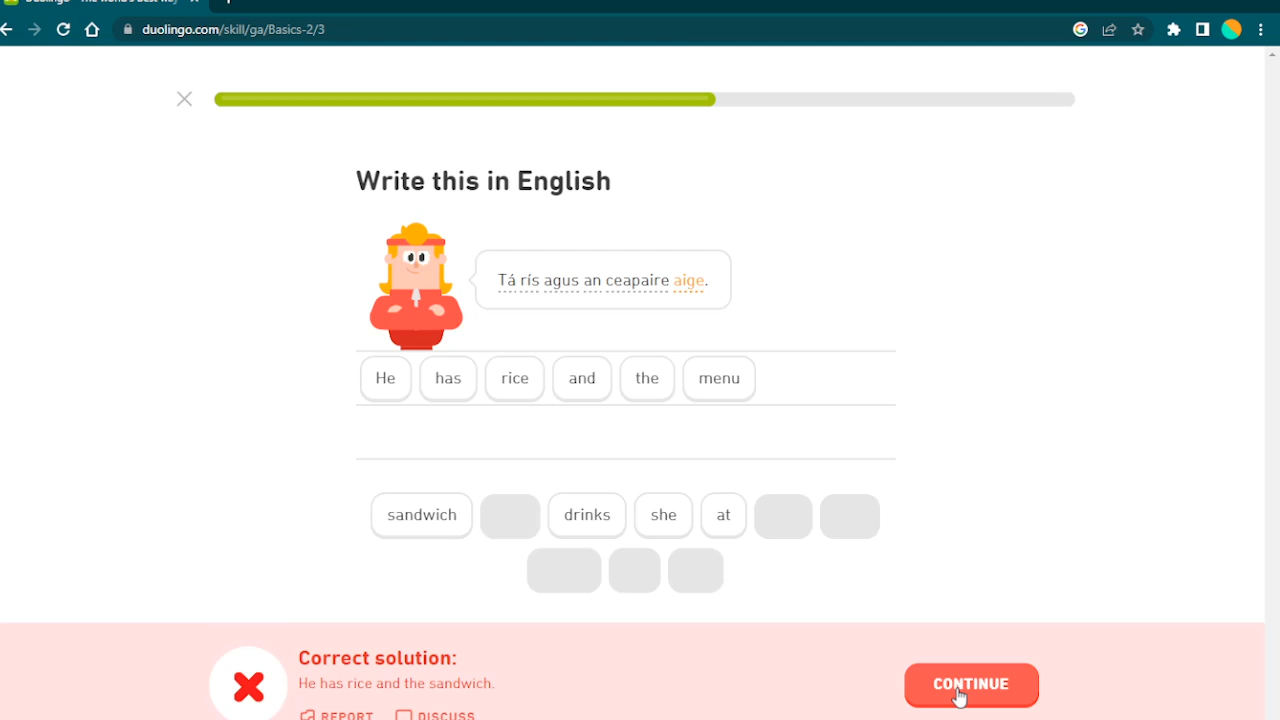 duolingo.com/skill/ga/Basics-2/3
Write this in English
Tá rís agus an ceapaire aige.
He has rice and the menu
sandwich drinks she at
Correct solution:
He has rice and the sandwich.
CONTINUE
REPORT DISCUSS